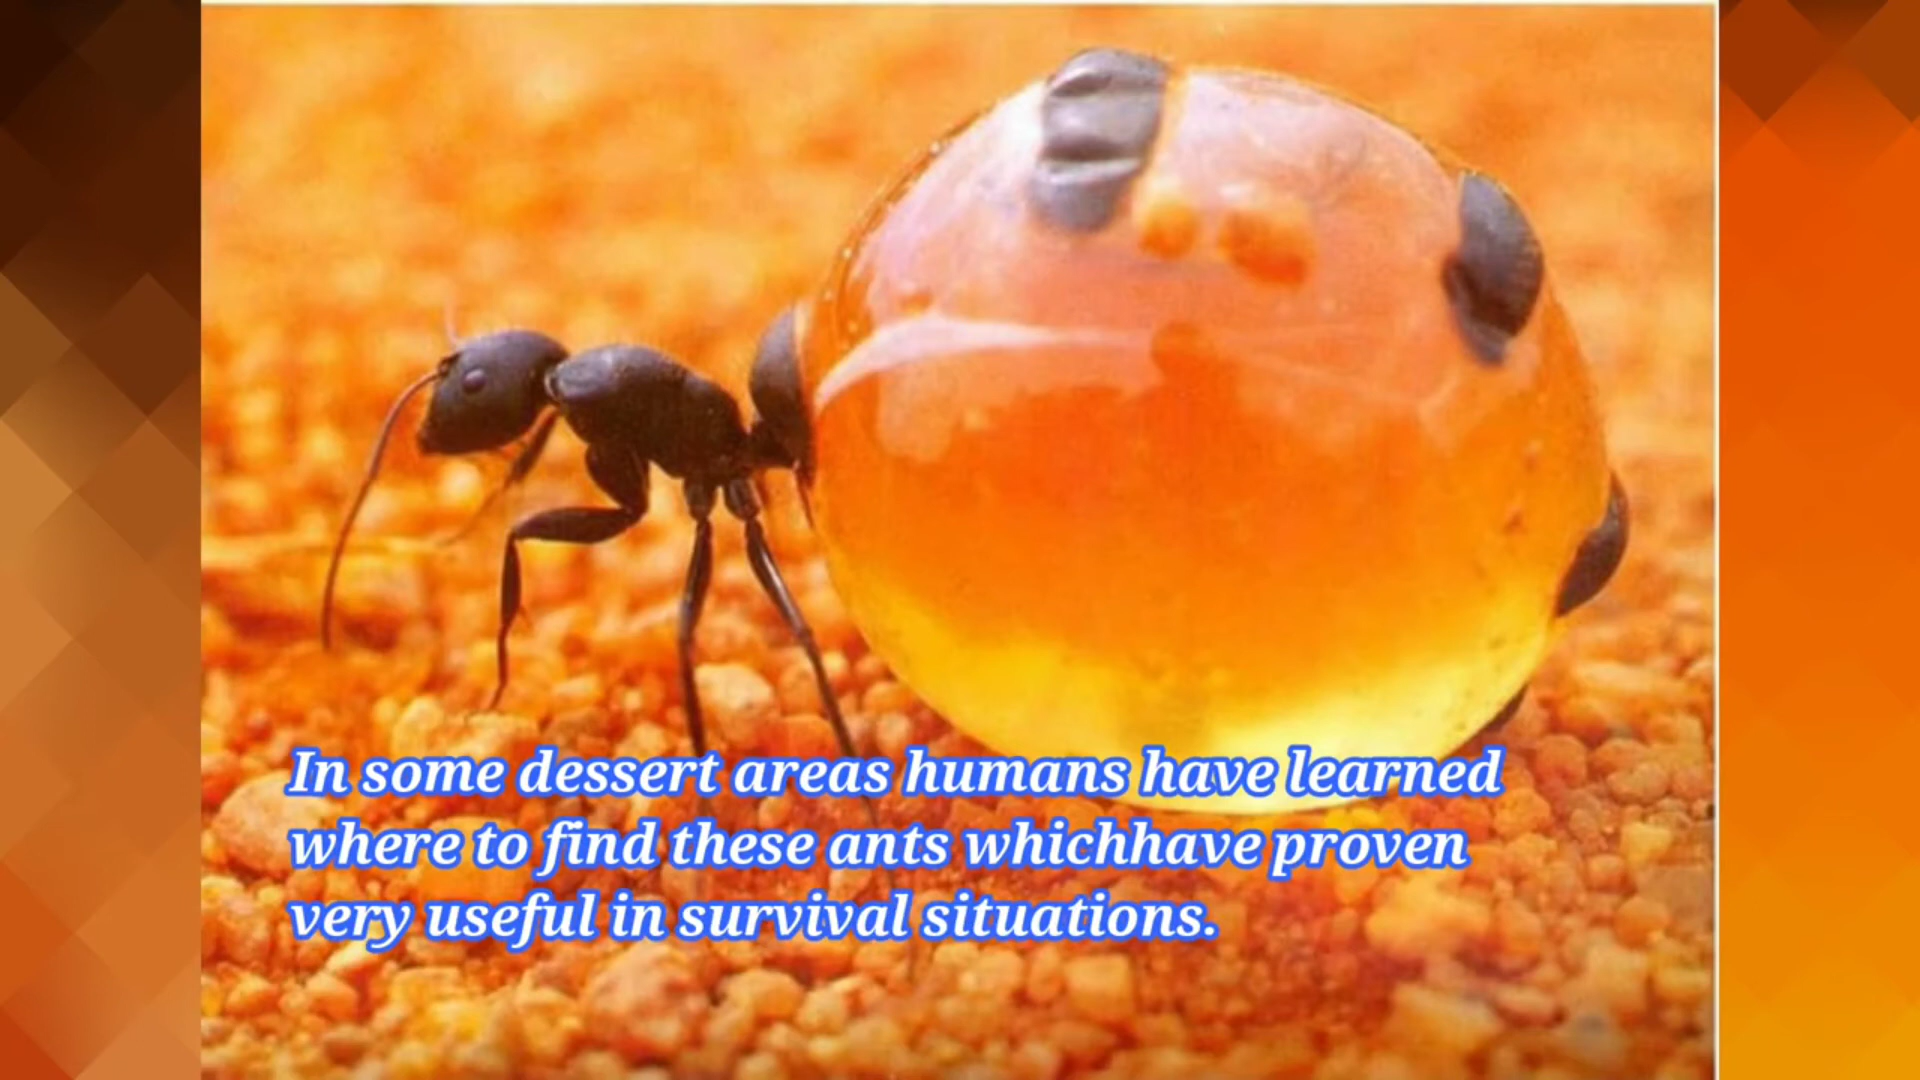 In some dessert areas humans have learned
where to find these ants whichhave proven
very useful in survival situations.